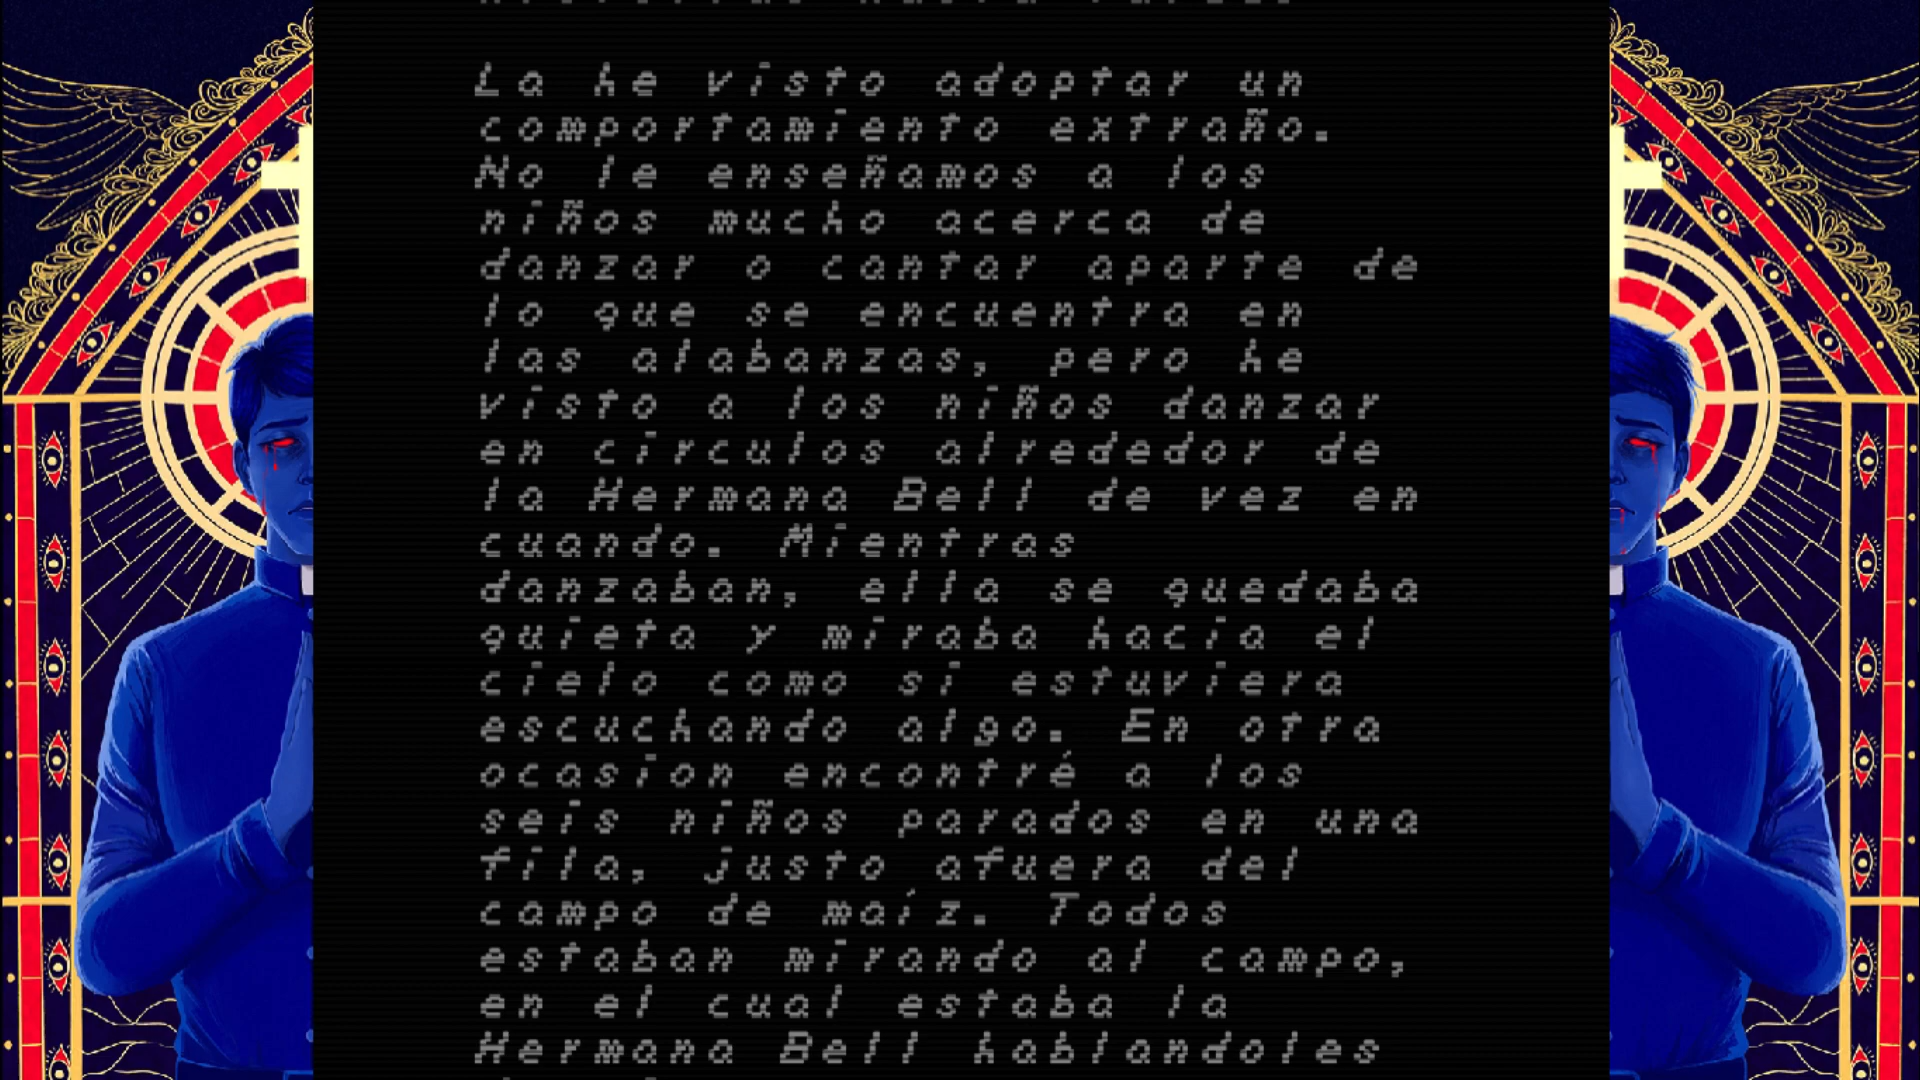 La he visto adoptar un
comportamiento extraño.
No le enseñamos a los
niños mucho acerca de
danzar o cantar aparte de
lo que se encuentra en
las alabanzas, pero he
visto a los niños danzar
en circulos alrededor de
la Hermana Bell de vez en
cuando. Mientras
danzaban, ella se quedaba
quieta y miraba hacia el
cielo como si estuviera
escuchando algo. En otra
ocasion encontré a los
seis niños parados en una
fila, justo afuera del
campo de maíz. Todos
estaban mirando al campo,
en el cual estaba la
Hermana Bell hablandoles